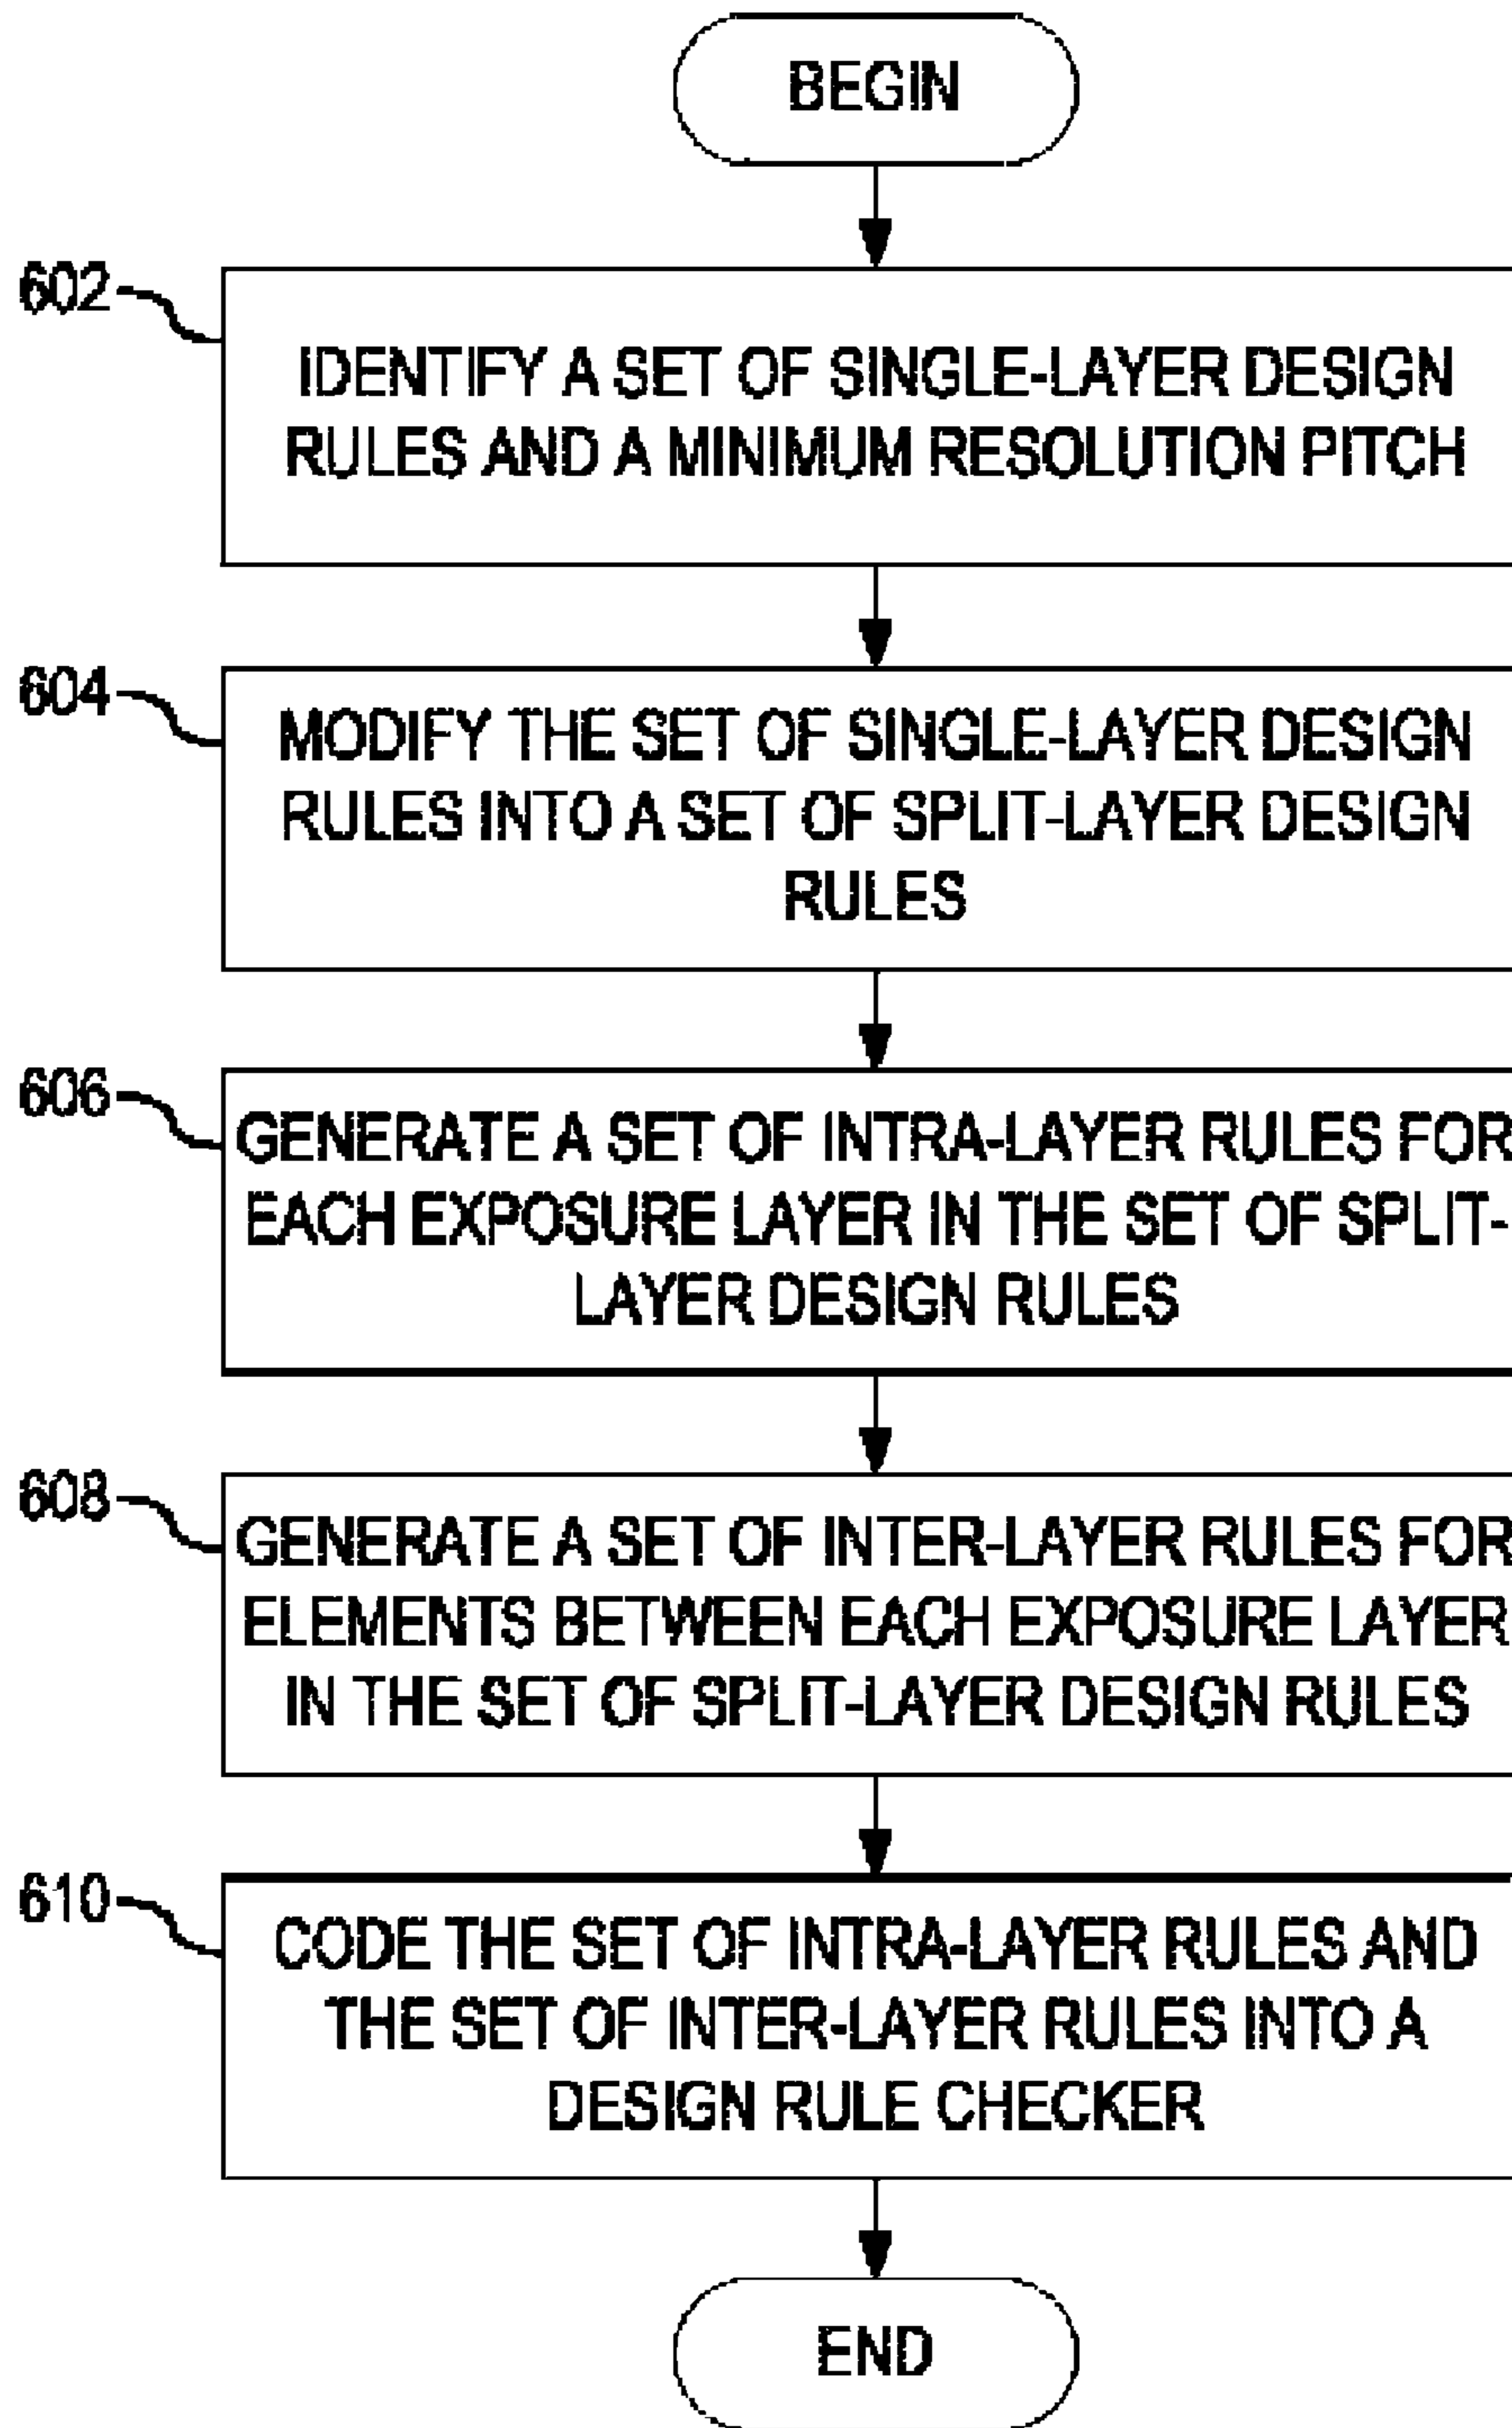 BEGIN
602
IDENTIFY A SET OF SINGLE-LAYER DESIGN
RULES AND A MINIMUM RESOLUTION PITCH
604
MODIFY THE SET OF SINGLE-LAYER DESIGN
RULES INTO A SET OF SPLIT-LAYER DESIGN
RULES
606
GENERATE A SET OF INTRA-LAYER RULES FOR
EACH EXPOSURE LAYER IN THE SET OF SPLIT-
LAYER DESIGN RULES
608
GENERATE A SET OF INTER-LAYER RULES FOR
ELEMENTS BETWEEN EACH EXPOSURE LAYER
IN THE SET OF SPLIT-LAYER DESIGN RULES
610
CODE THE SET OF INTRA-LAYER RULES AND
THE SET OF INTER-LAYER RULES INTO A
DESIGN RULE CHECKER
END